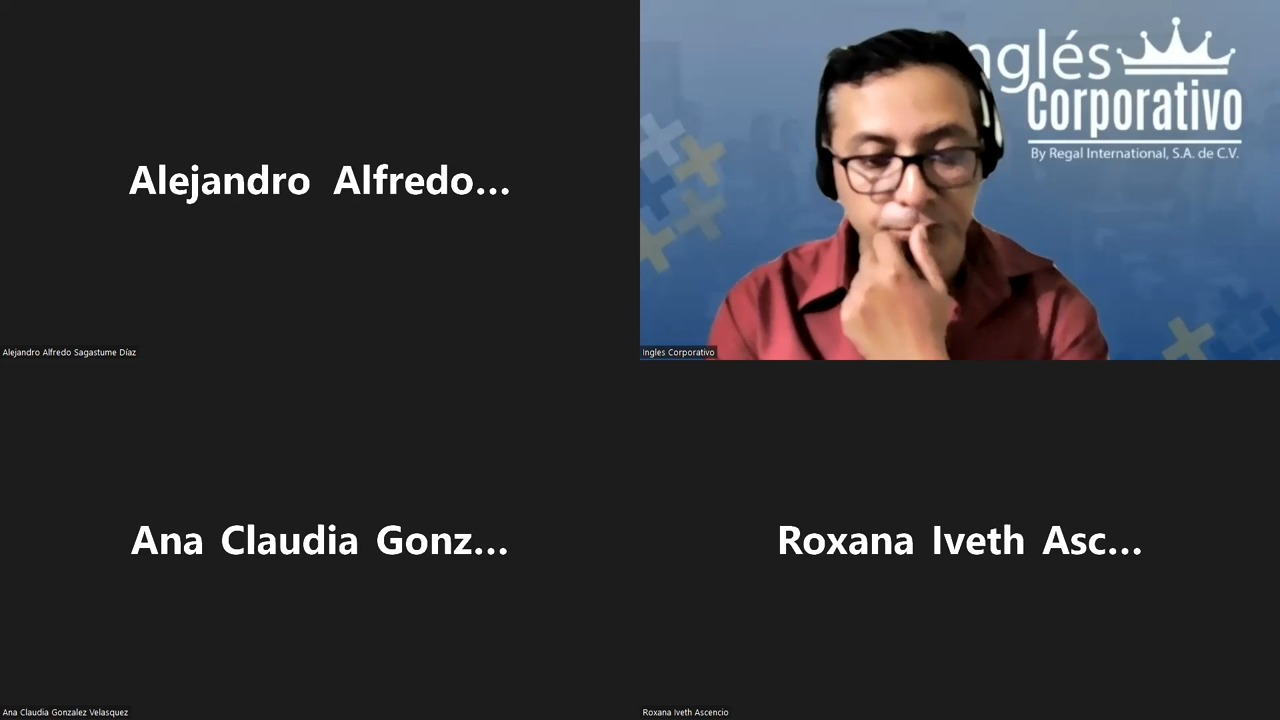 Alejandro Alfredo...
Alejandro Alfredo Sagastume Díaz
nglés
Corporativo
By Regal International, S.A. de C.V.
Ingles Corporativo
Ana Claudia Gonz...
Ana Claudia Gonzalez Velasquez
Roxana Iveth Asc...
Roxana Iveth Ascencio